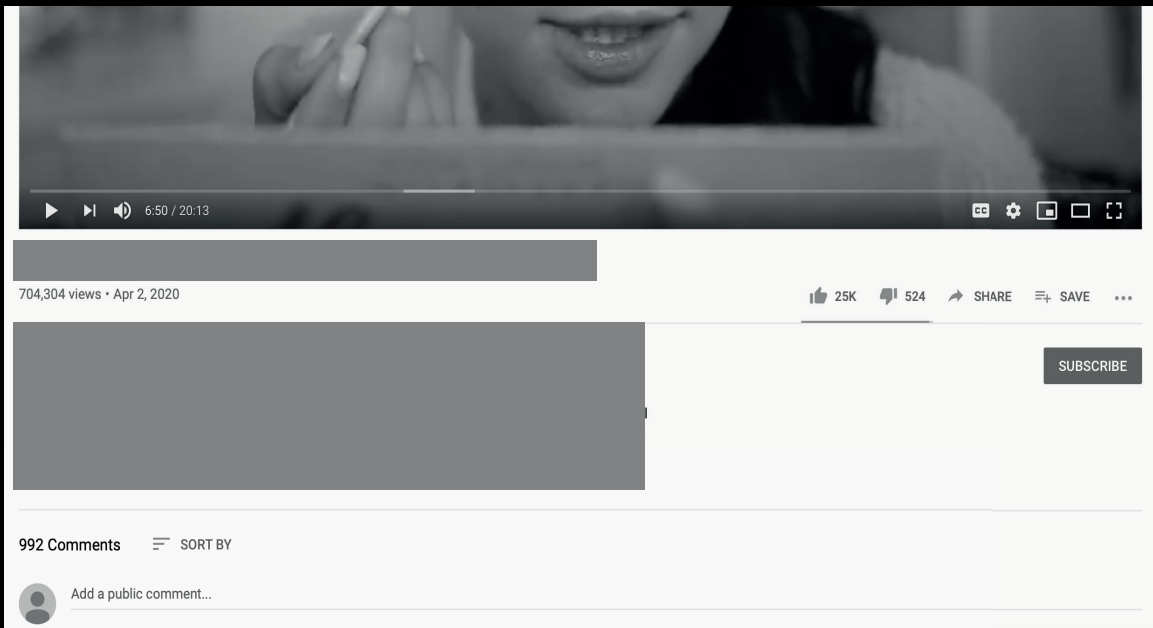 6:50 / 20:13
CC
704,304 views • Apr 2, 2020
25K 524 SHARE SAVE
SUBSCRIBE
992 Comments SORT BY
Add a public comment...